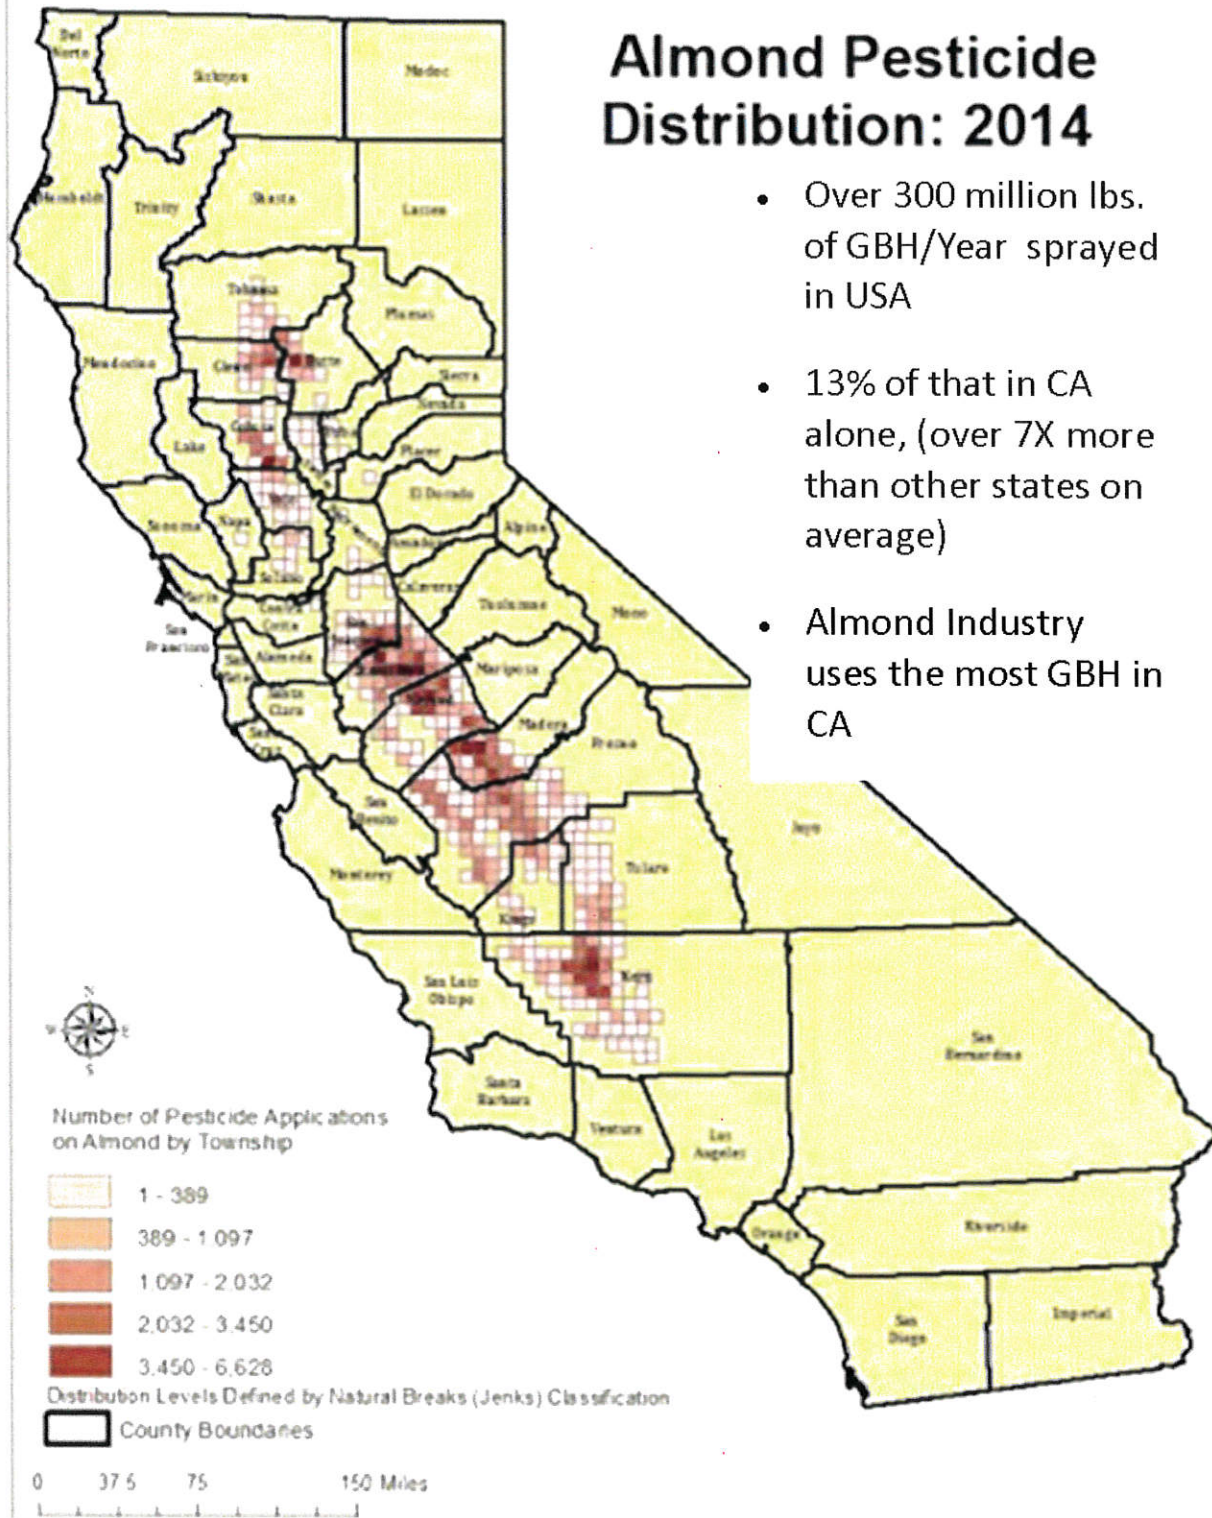 Almond Pesticide
Distribution: 2014
• Over 300 million lbs.
of GBH/Year sprayed
in USA
• 13% of that in CA
alone, (over 7X more
than other states on
average)
• Almond Industry
uses the most GBH in
CA
Del
Norte
Siskiyou
Modoc
Humboldt
Trinity
Shasta
Lassen
Tehama
Plumas
Mendocino
Glenn
Butte
Sierra
Nevada
Colusa
Lake
Placer
El Dorado
Yolo
Sonoma
Napa
Alpine
Amador
Solano
Calaveras
Marin
Contra
Costa
Tuolumne
Mono
San
Francisco
San
Alameda
Mariposa
Santa
Clara
Merced
Madera
Fresno
San
Benito
Inyo
Monterey
Tulare
Kings
San Luis
Obispo
Kern
San
Bernardino
Santa
Barbara
Ventura
Los
Angeles
Orange
Riverside
San
Diego
Imperial
N
W
E
S
Number of Pesticide Applications
on Almond by Township
1 - 389
389 - 1 097
1 097 - 2 032
2,032 - 3 450
3,450 - 6,628
Distribution Levels Defined by Natural Breaks (Jenks) Classification
County Boundaries
0 37 5 75 150 Miles